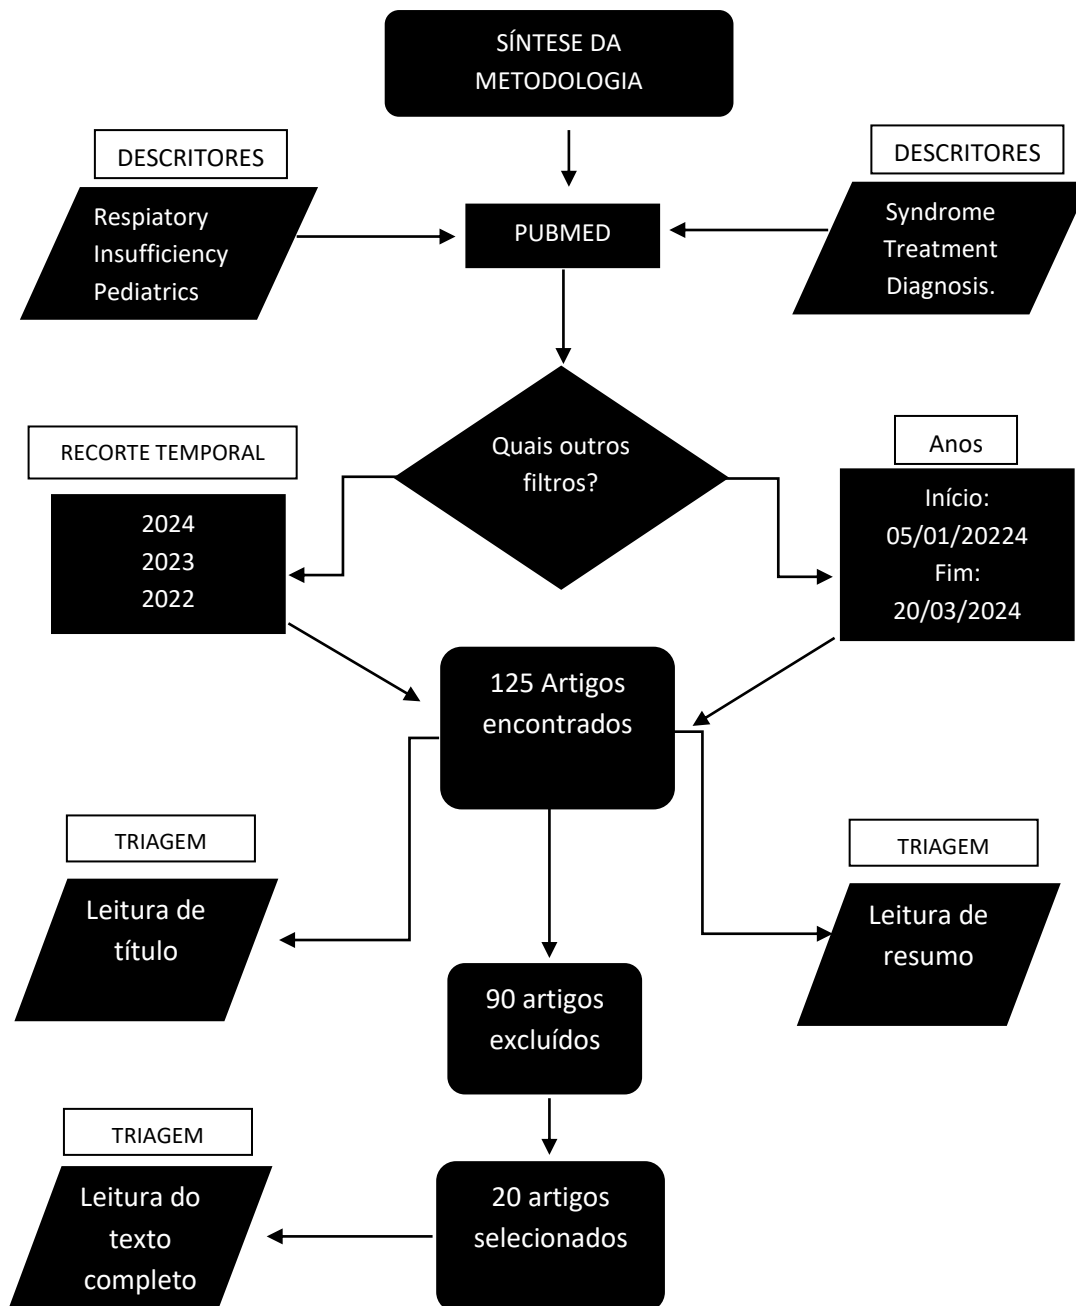 SÍNTESE DA
METODOLOGIA
DESCRITORES
Respiatory
Insufficiency
Pediatrics
PUBMED
DESCRITORES
Syndrome
Treatment
Diagnosis.
Quais outros
filtros?
RECORTE TEMPORAL
2024
2023
2022
Anos
Início:
05/01/20224
Fim:
20/03/2024
125 Artigos
encontrados
TRIAGEM
Leitura de
título
TRIAGEM
Leitura de
resumo
90 artigos
excluídos
TRIAGEM
Leitura do
texto
completo
20 artigos
selecionados